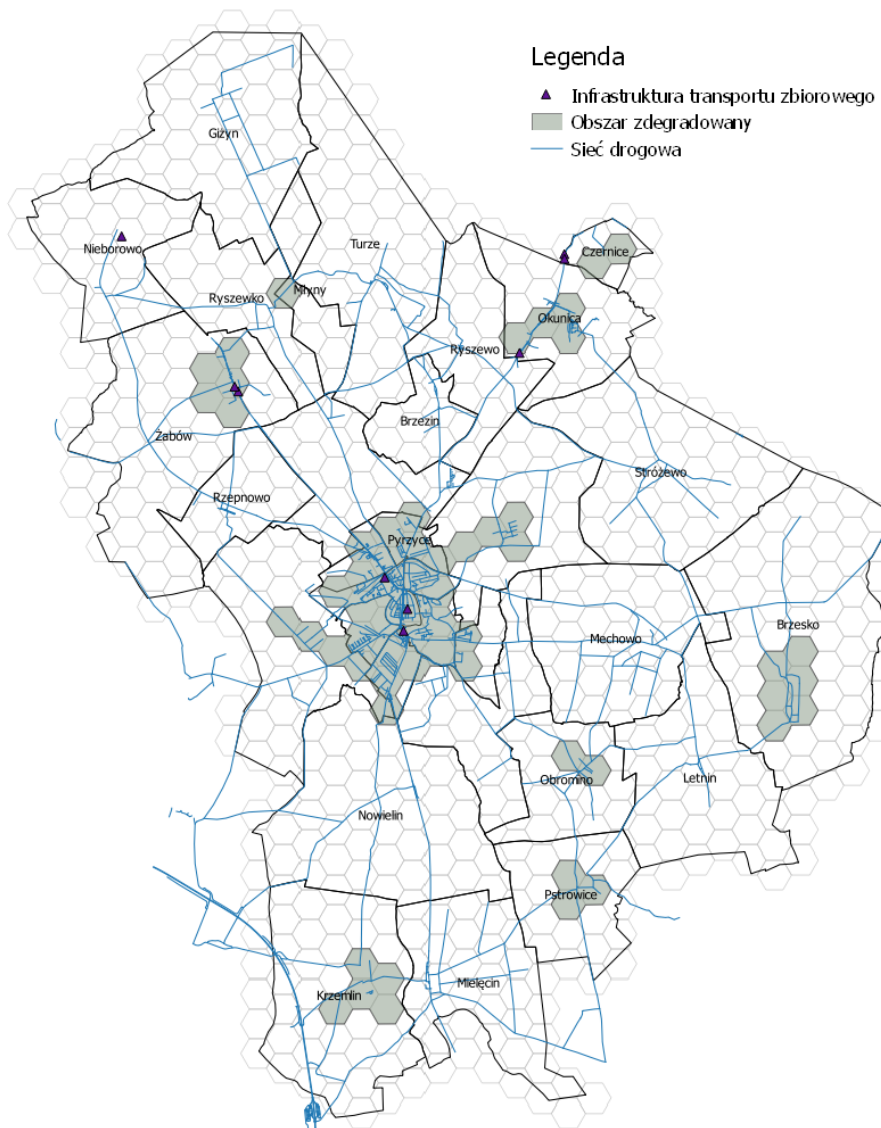 Legenda
Infrastruktura transportu zbiorowego
Obszar zdegradowany
Sieć drogowa
Giżyn
Nieborowo
Turze
Czernice
Ryszewko
Młyny
Okunica
Ryszewo
Brzezin
Żabów
Stróżewo
Rzepnowo
Pyrzyce
Brzesko
Mechowo
Obromino
Letnin
Nowielin
Pstrowice
Mielęcin
Krzemlin